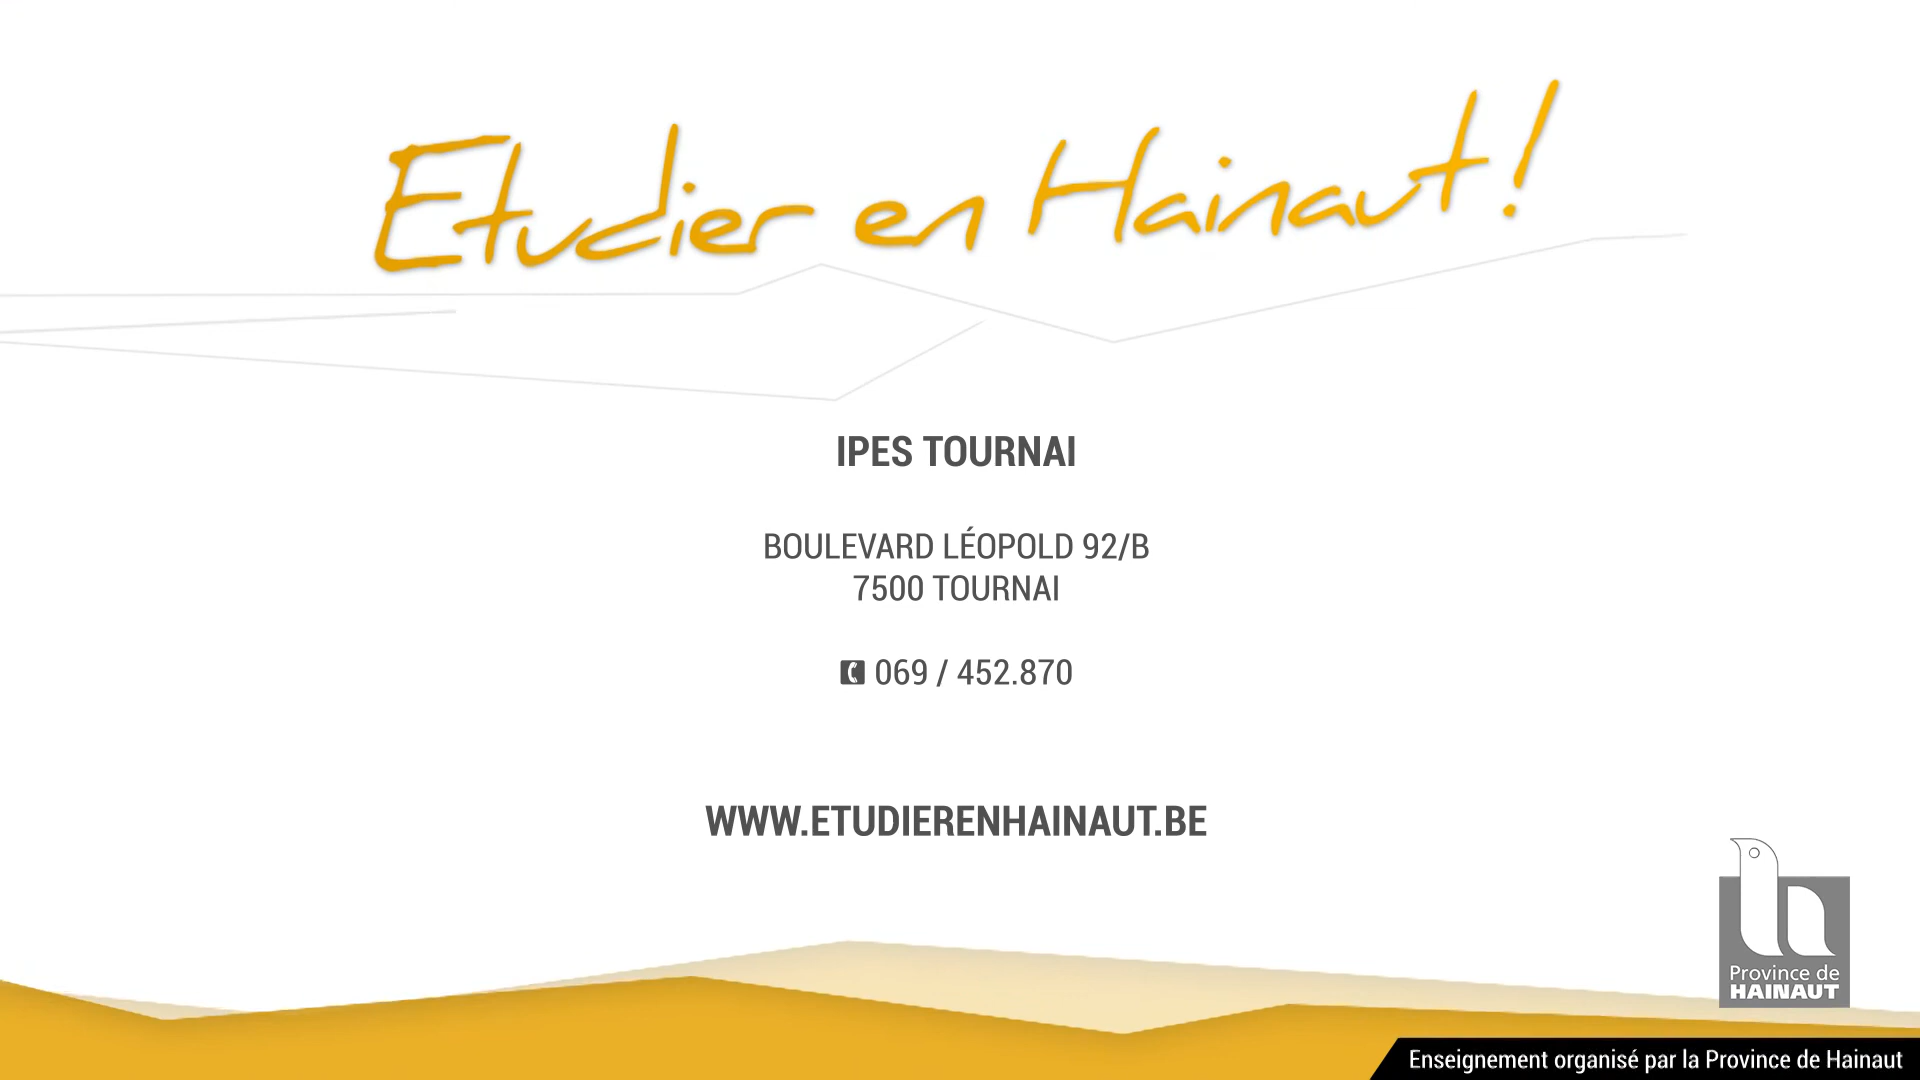 Etudier en Hainaut !
IPES TOURNAI
BOULEVARD LÉOPOLD 92/B
7500 TOURNAI
069 / 452.870
WWW.ETUDIERENHAINAUT.BE
Province de
HAINAUT
Enseignement organisé par la Province de Hainaut